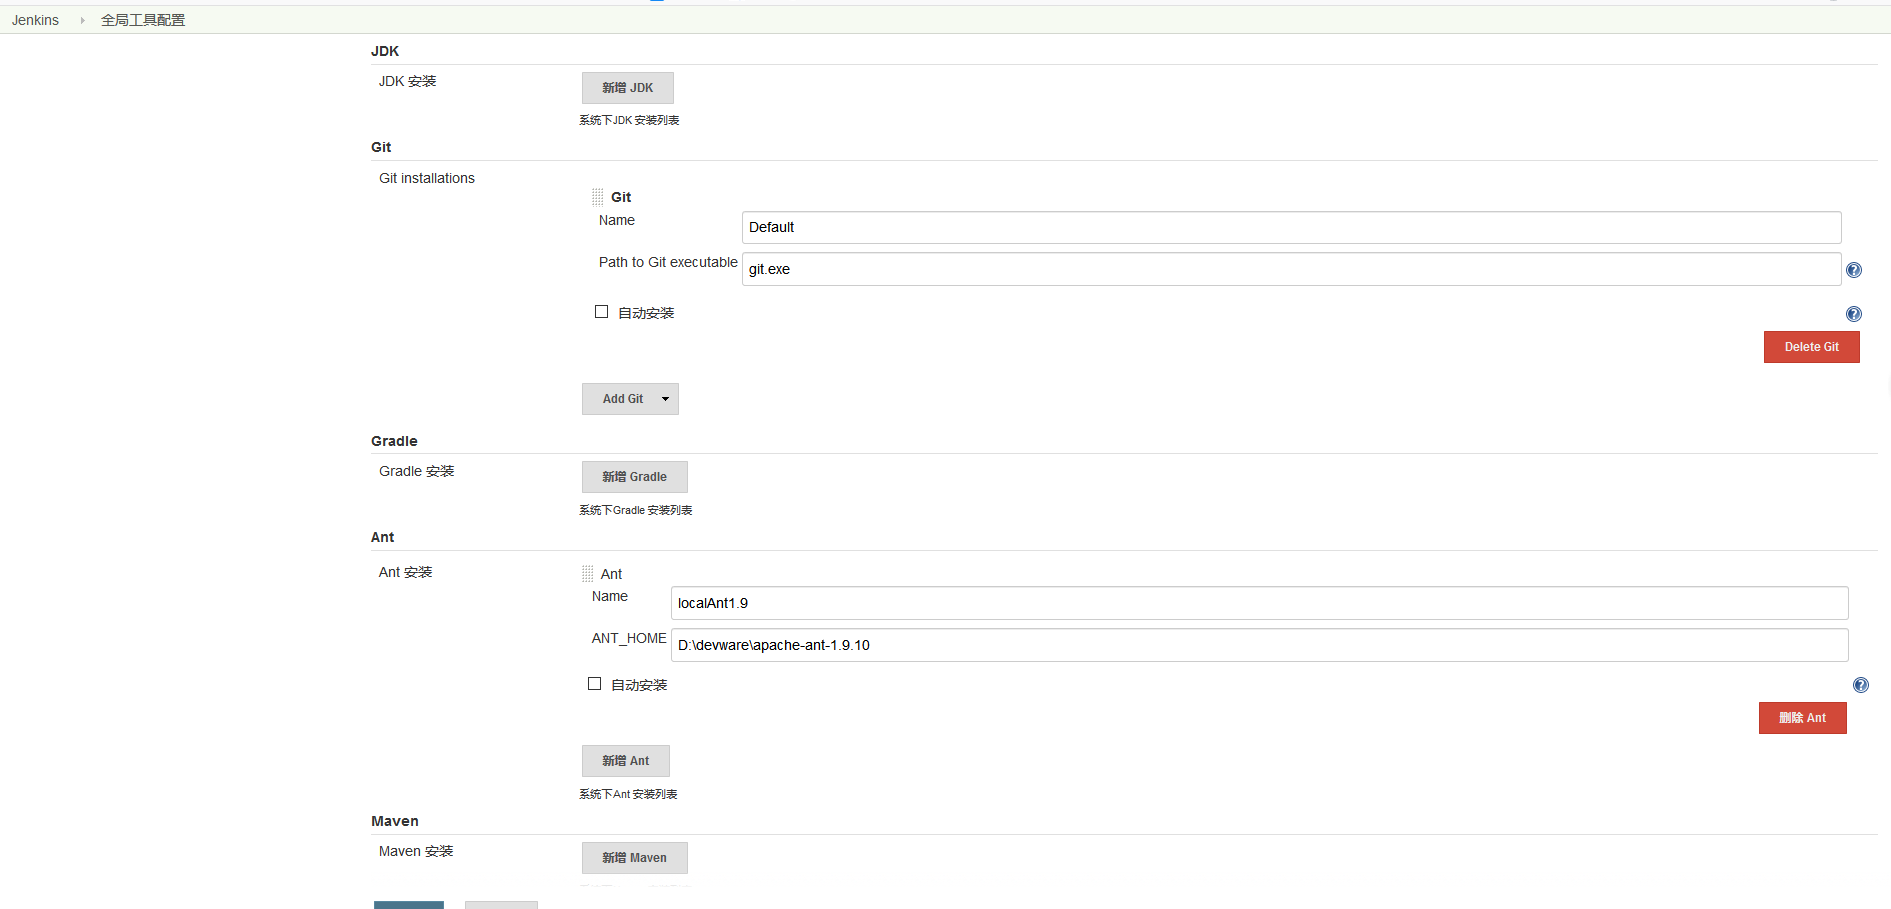 Jenkins 全局工具配置
JDK
JDK 安装
新增 JDK
系统下JDK 安装列表
Git
Git installations
Git
Name
Default
Path to Git executable
git.exe
自动安装
Delete Git
Add Git
Gradle
Gradle 安装
新增 Gradle
系统下Gradle 安装列表
Ant
Ant 安装
Ant
Name
localAnt1.9
ANT_HOME
D:\devware\apache-ant-1.9.10
自动安装
删除 Ant
新增 Ant
系统下Ant 安装列表
Maven
Maven 安装
新增 Maven